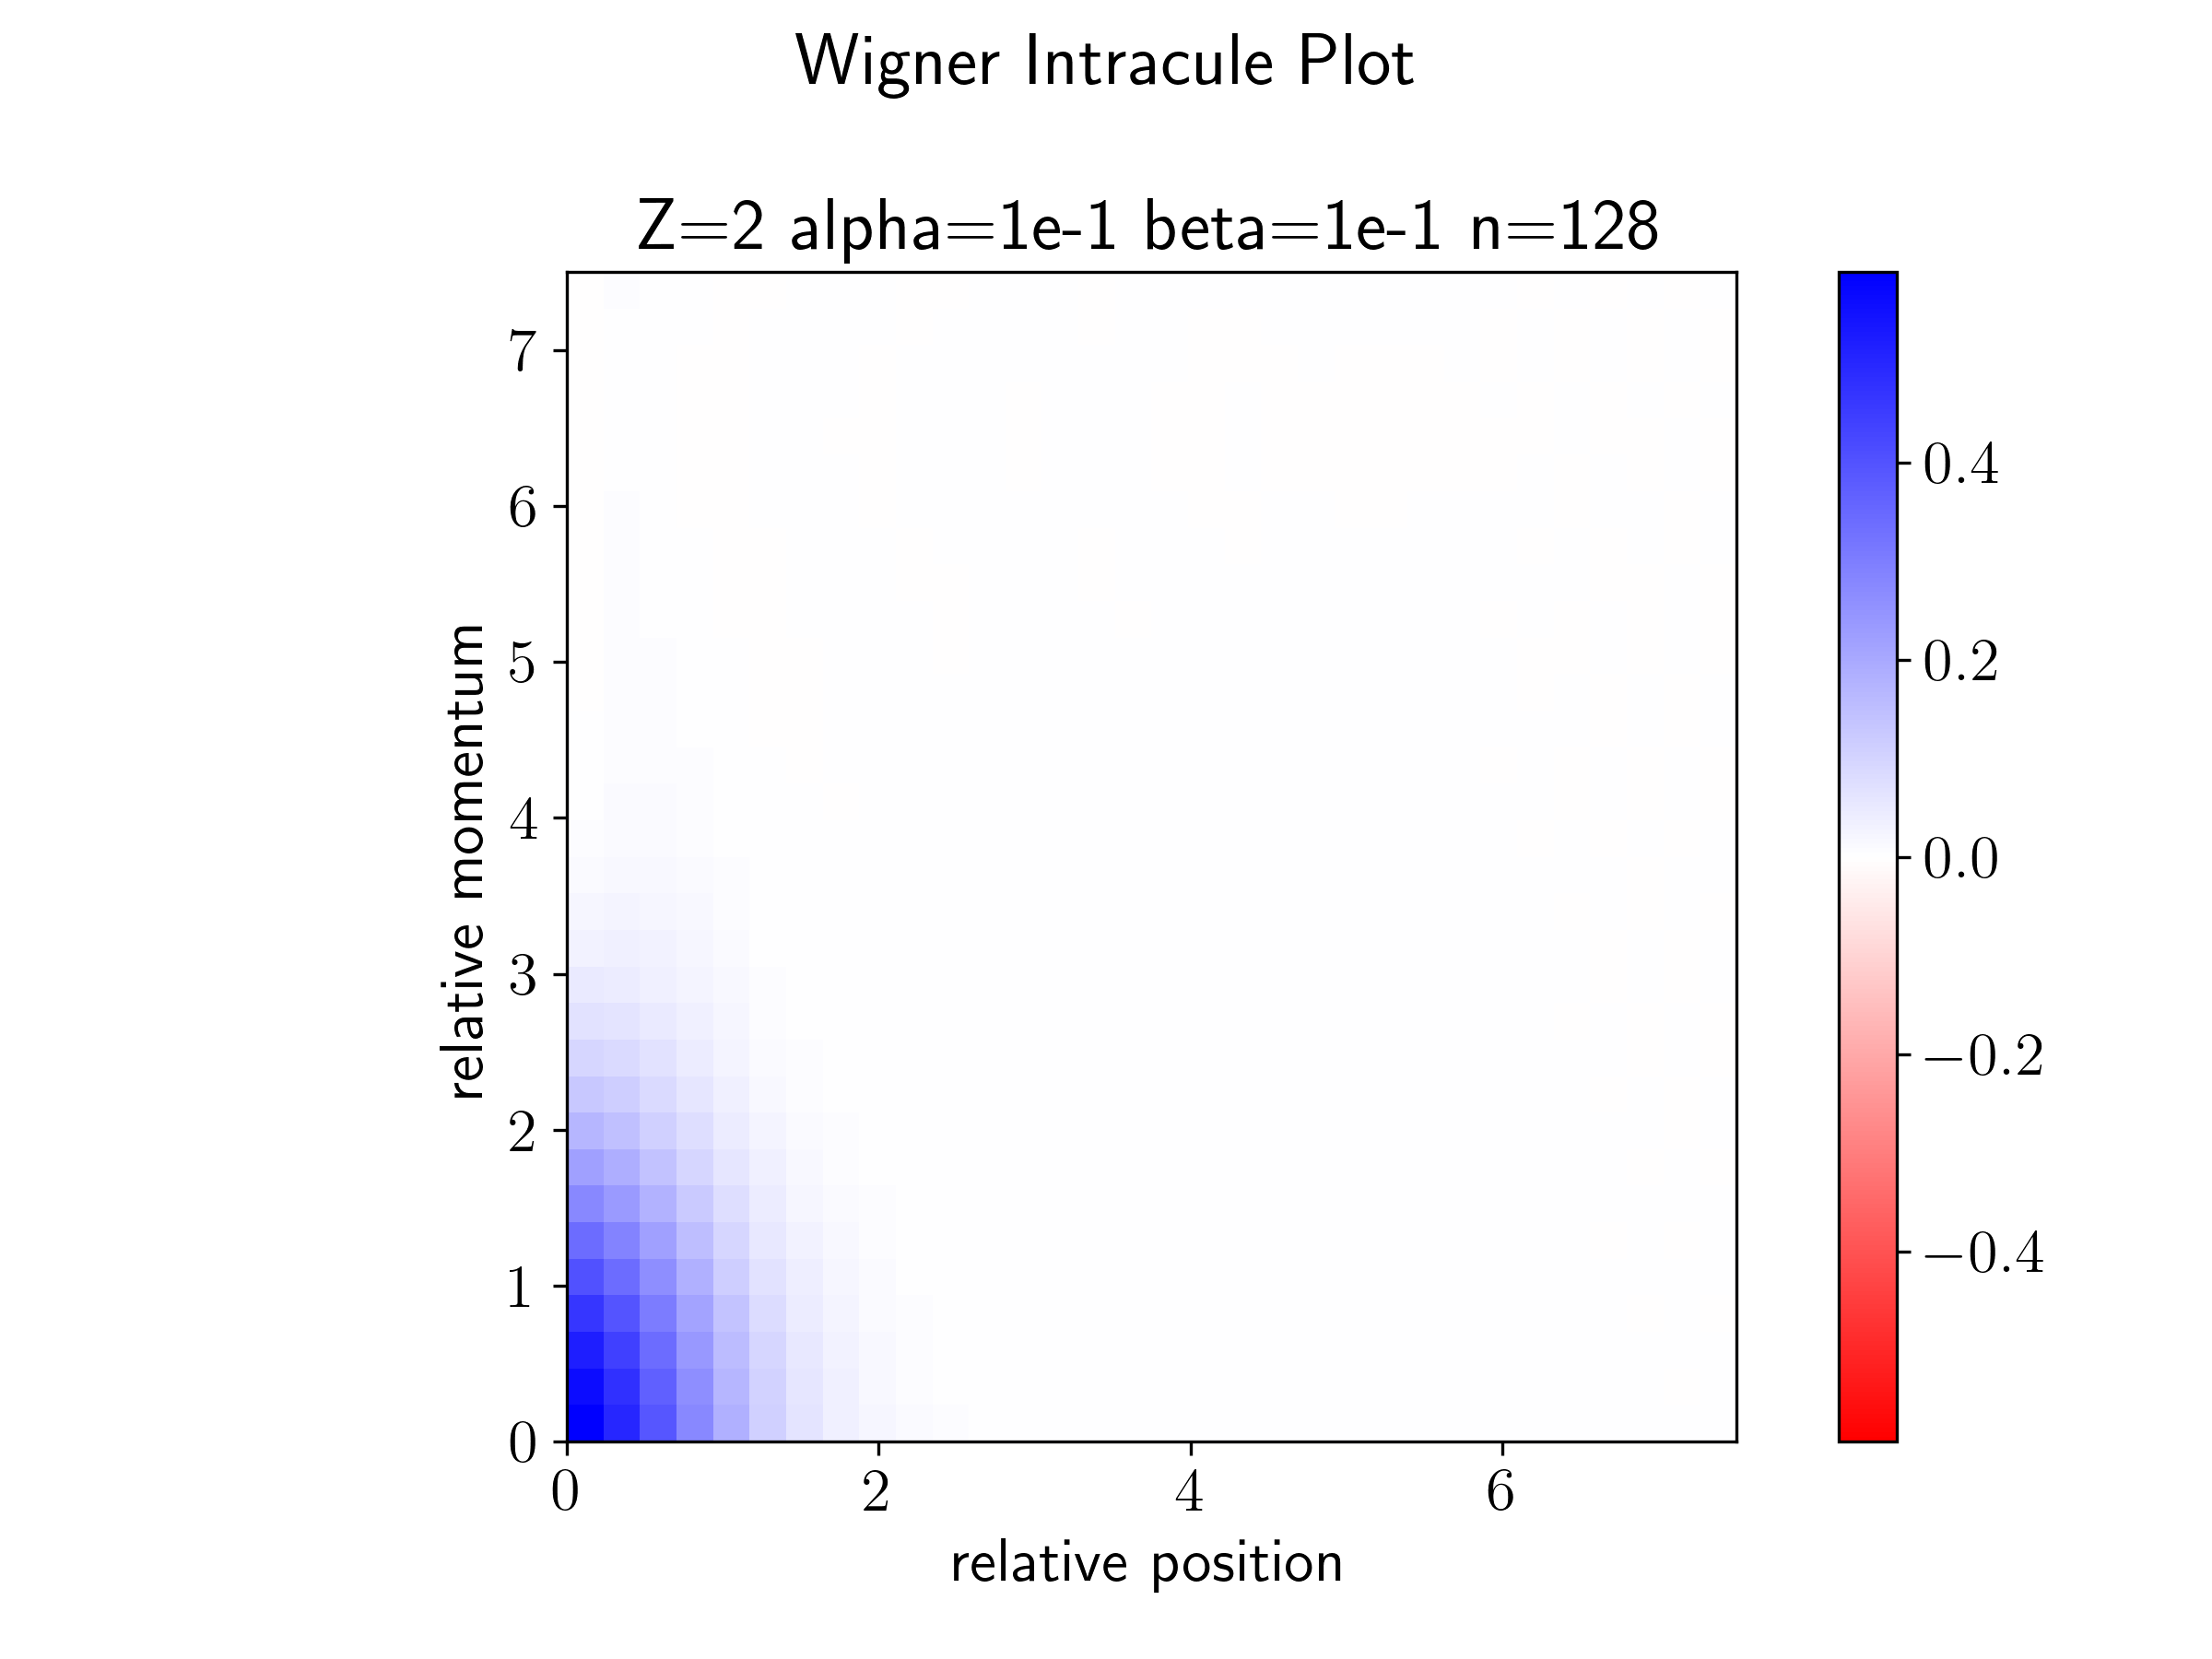 Wigner Intracule Plot
Z=2 alpha=1e-1 beta=1e-1 n=128
relative momentum
7
6
5
4
3
2
1
0
0 2 4 6
relative position
0.4
0.2
0.0
−0.2
−0.4